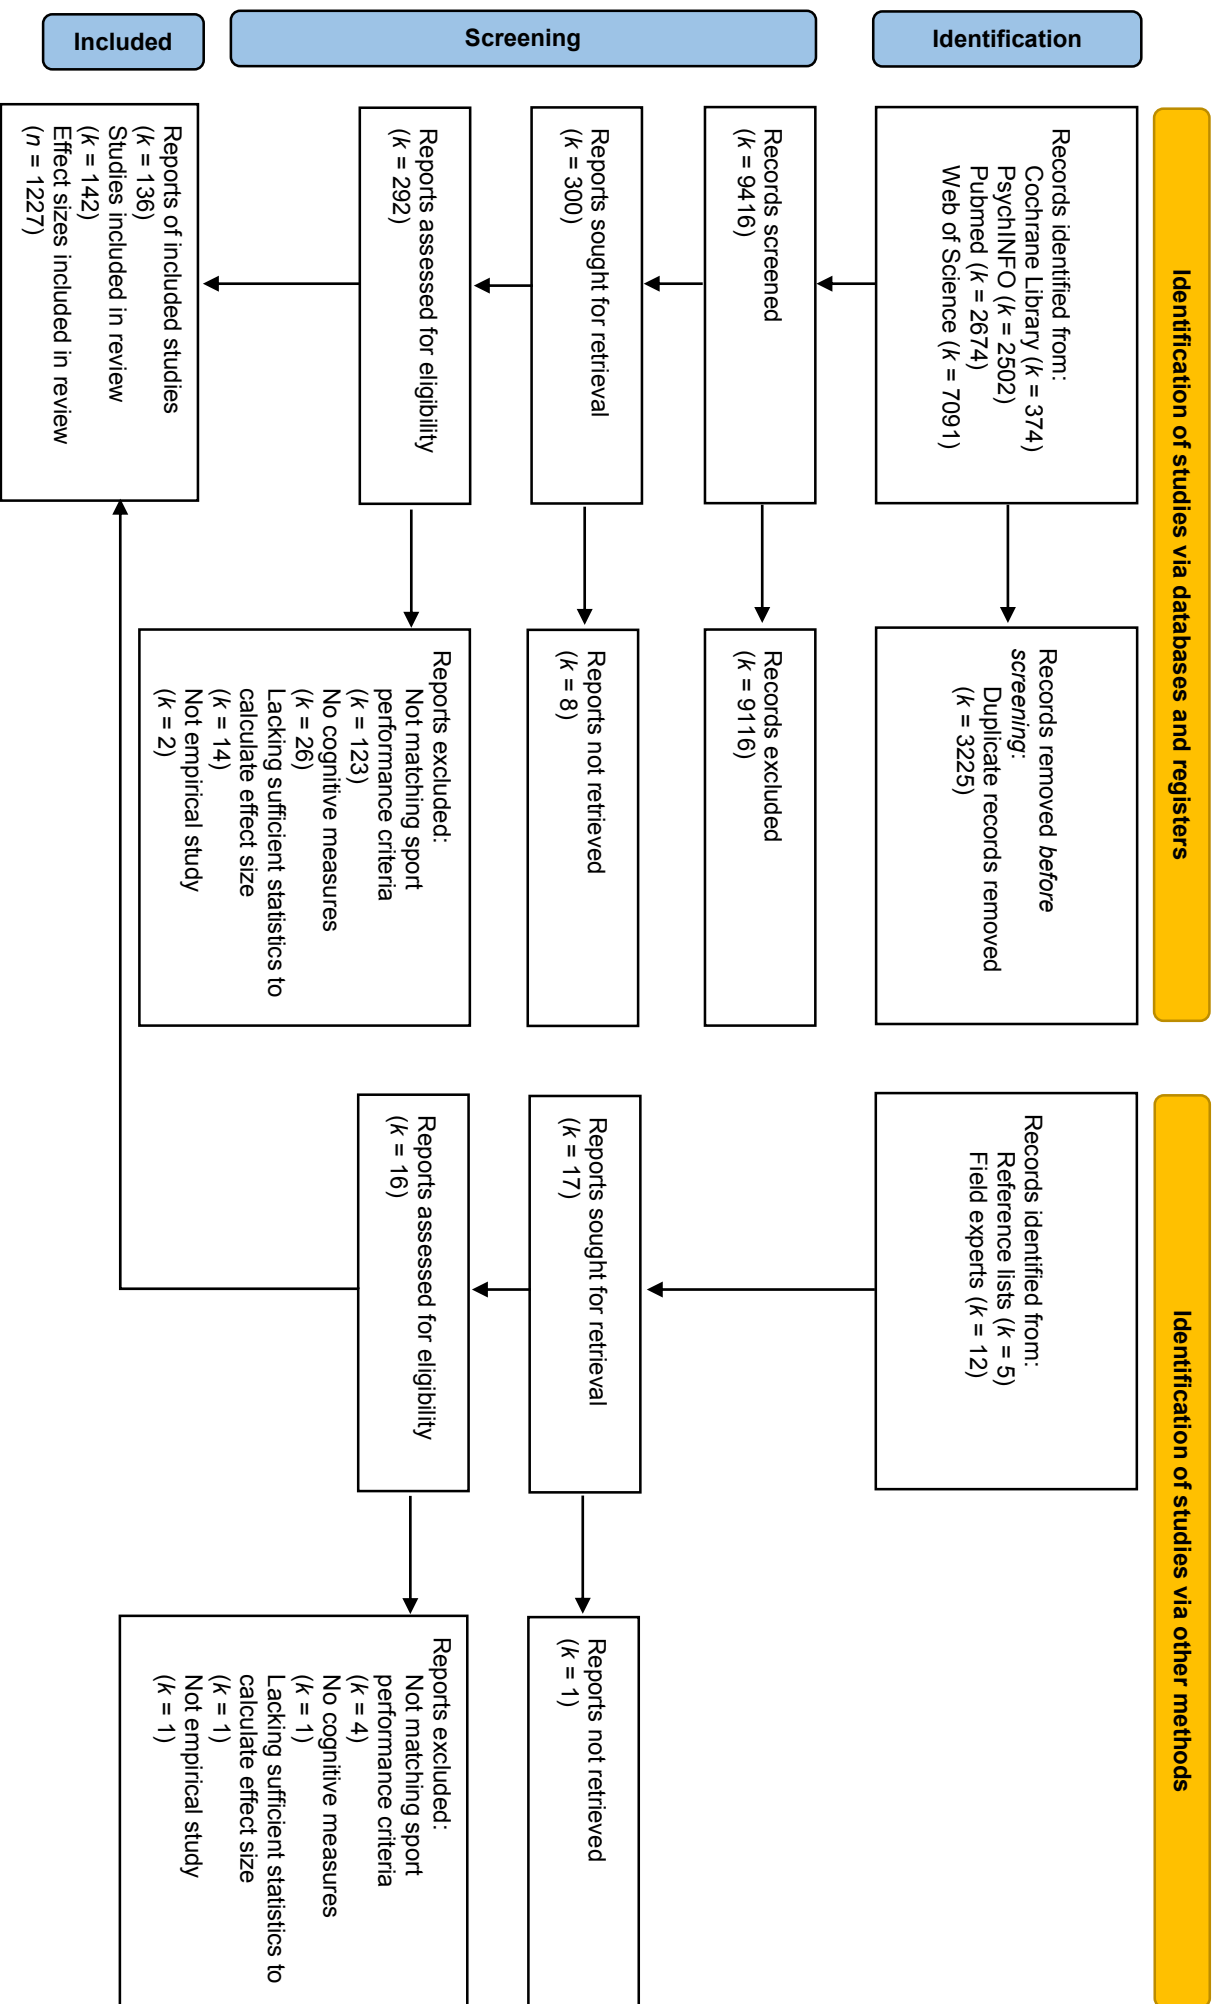 Identification of studies via databases and registers
Identification of studies via other methods
Identification
Records identified from:
Cochrane Library (k = 374)
PsychINFO (k = 2502)
Pubmed (k = 2674)
Web of Science (k = 7091)
Records removed before
screening:
Duplicate records removed
(k = 3225)
Records identified from:
Reference lists (k = 5)
Field experts (k = 12)
Screening
Records screened
(k = 9416)
Records excluded
(k = 9116)
Reports sought for retrieval
(k = 300)
Reports not retrieved
(k = 8)
Reports sought for retrieval
(k = 17)
Reports not retrieved
(k = 1)
Reports assessed for eligibility
(k = 292)
Reports excluded:
Not matching sport
performance criteria
(k = 123)
No cognitive measures
(k = 26)
Lacking sufficient statistics to
calculate effect size
(k = 14)
Not empirical study
(k = 2)
Reports assessed for eligibility
(k = 16)
Reports excluded:
Not matching sport
performance criteria
(k = 4)
No cognitive measures
(k = 1)
Lacking sufficient statistics to
calculate effect size
(k = 1)
Not empirical study
(k = 1)
Included
Reports of included studies
(k = 136)
Studies included in review
(k = 142)
Effect sizes included in review
(n = 1227)